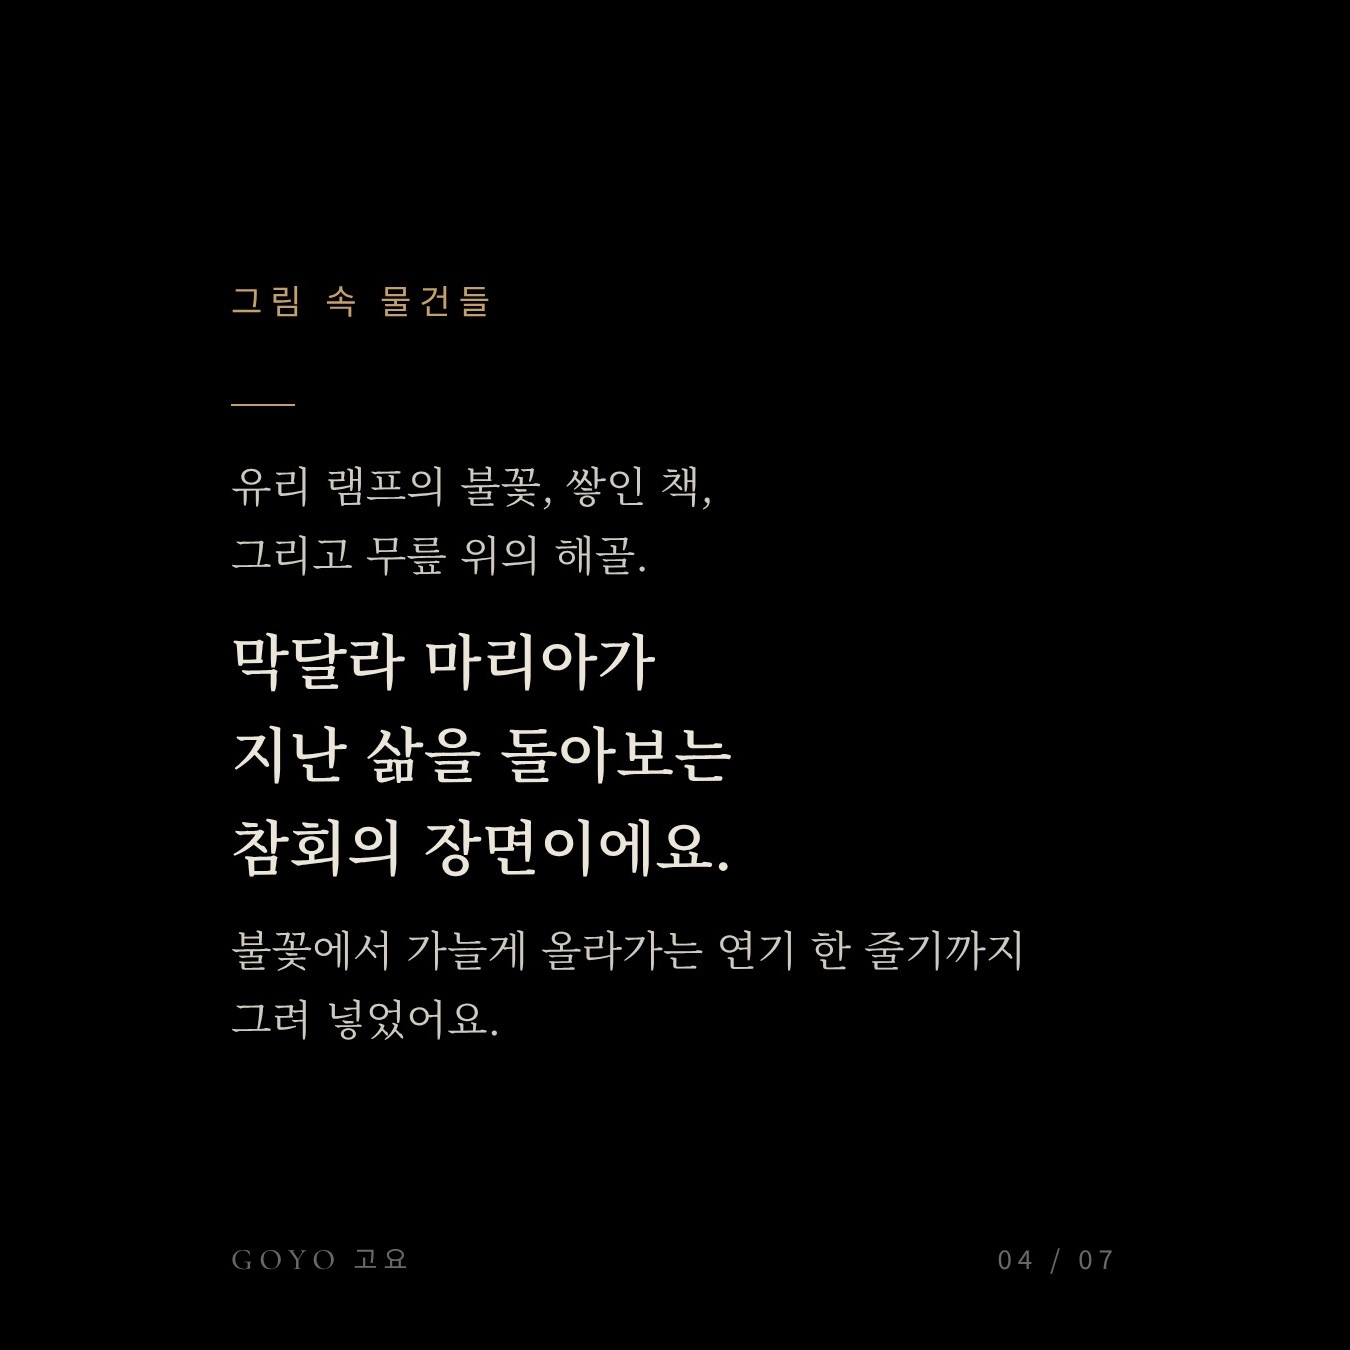 그림 속 물건들
유리 램프의 불꽃, 쌓인 책,
그리고 무릎 위의 해골.
막달라 마리아가
지난 삶을 돌아보는
참회의 장면이에요.
불꽃에서 가늘게 올라가는 연기 한 줄기까지
그려 넣었어요.
GOYO 고요
04 / 07